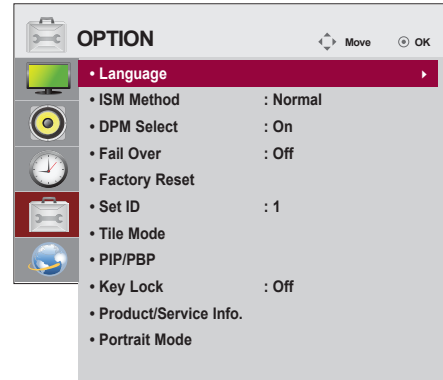 OPTION Move OK
• Language
• ISM Method : Normal
• DPM Select : On
• Fail Over : Off
• Factory Reset
• Set ID : 1
• Tile Mode
• PIP/PBP
• Key Lock : Off
• Product/Service Info.
• Portrait Mode